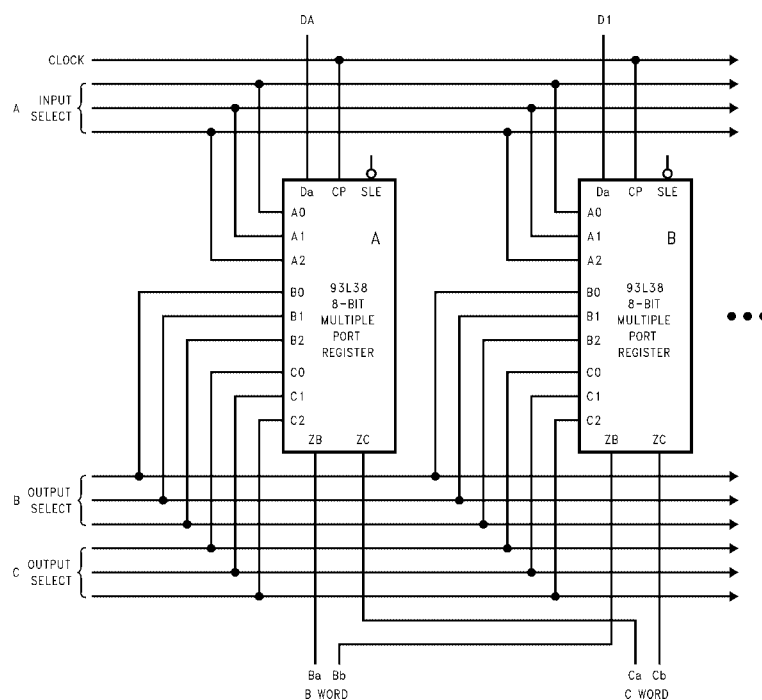 DA D1
CLOCK
A INPUT SELECT
Da CP SLE Da CP SLE
A0 A0
A1 A A1 B
A2 A2
93L38 93L38
B0 8-BIT B0 8-BIT
B1 MULTIPLE B1 MULTIPLE
B2 PORT B2 PORT
REGISTER REGISTER
C0 C0
C1 C1
C2 C2
ZB ZC ZB ZC
B OUTPUT SELECT
C OUTPUT SELECT
Ba Bb Ca Cb
B WORD C WORD